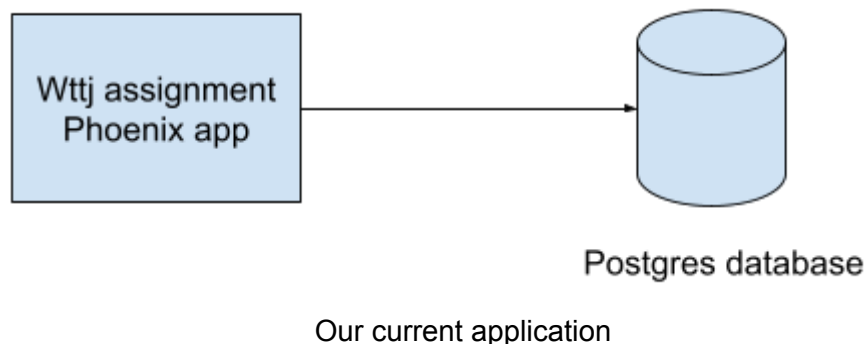 Wttj assignment
Phoenix app
Postgres database
Our current application